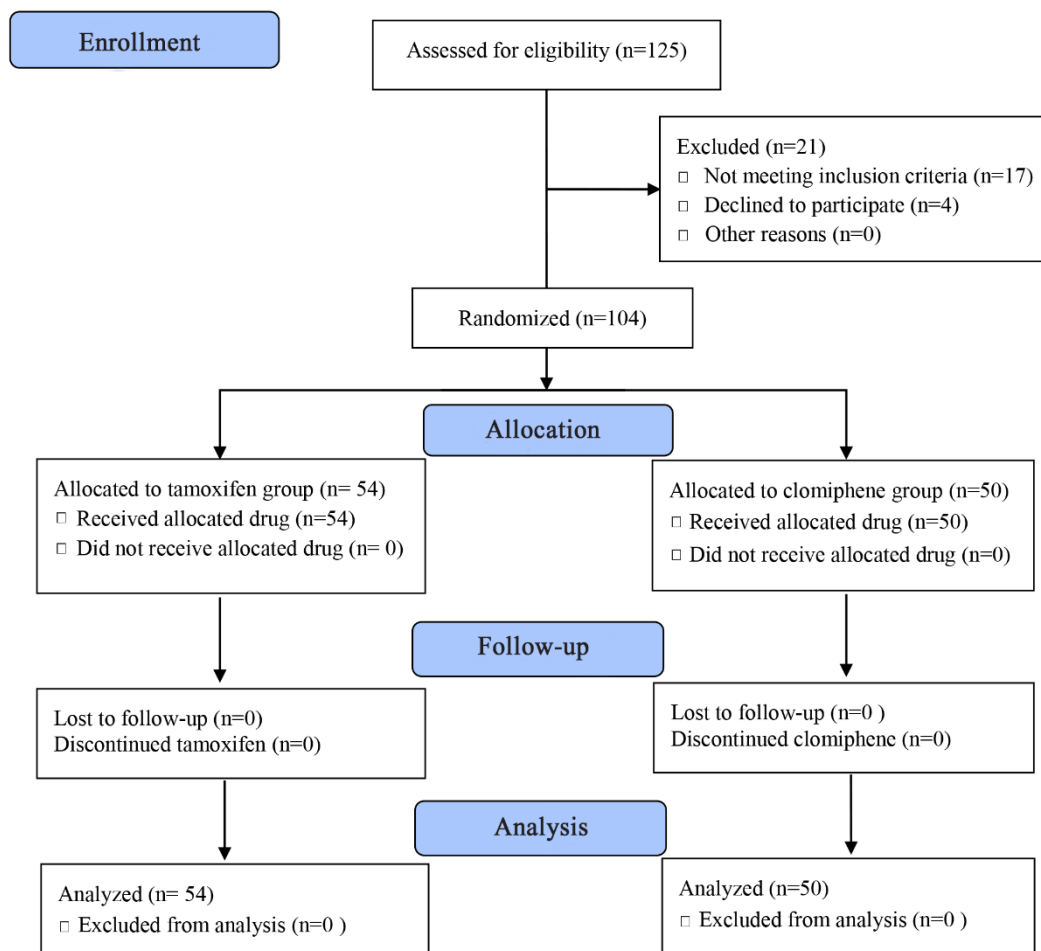 Enrollment
Assessed for eligibility (n=125)
Excluded (n=21)
□ Not meeting inclusion criteria (n=17)
□ Declined to participate (n=4)
□ Other reasons (n=0)
Randomized (n=104)
Allocation
Allocated to tamoxifen group (n= 54)
□ Received allocated drug (n=54)
□ Did not receive allocated drug (n= 0)
Allocated to clomiphene group (n=50)
□ Received allocated drug (n=50)
□ Did not receive allocated drug (n=0)
Follow-up
Lost to follow-up (n=0)
Discontinued tamoxifen (n=0)
Lost to follow-up (n=0 )
Discontinued clomiphene (n=0)
Analysis
Analyzed (n= 54)
□ Excluded from analysis (n=0 )
Analyzed (n=50)
□ Excluded from analysis (n=0 )